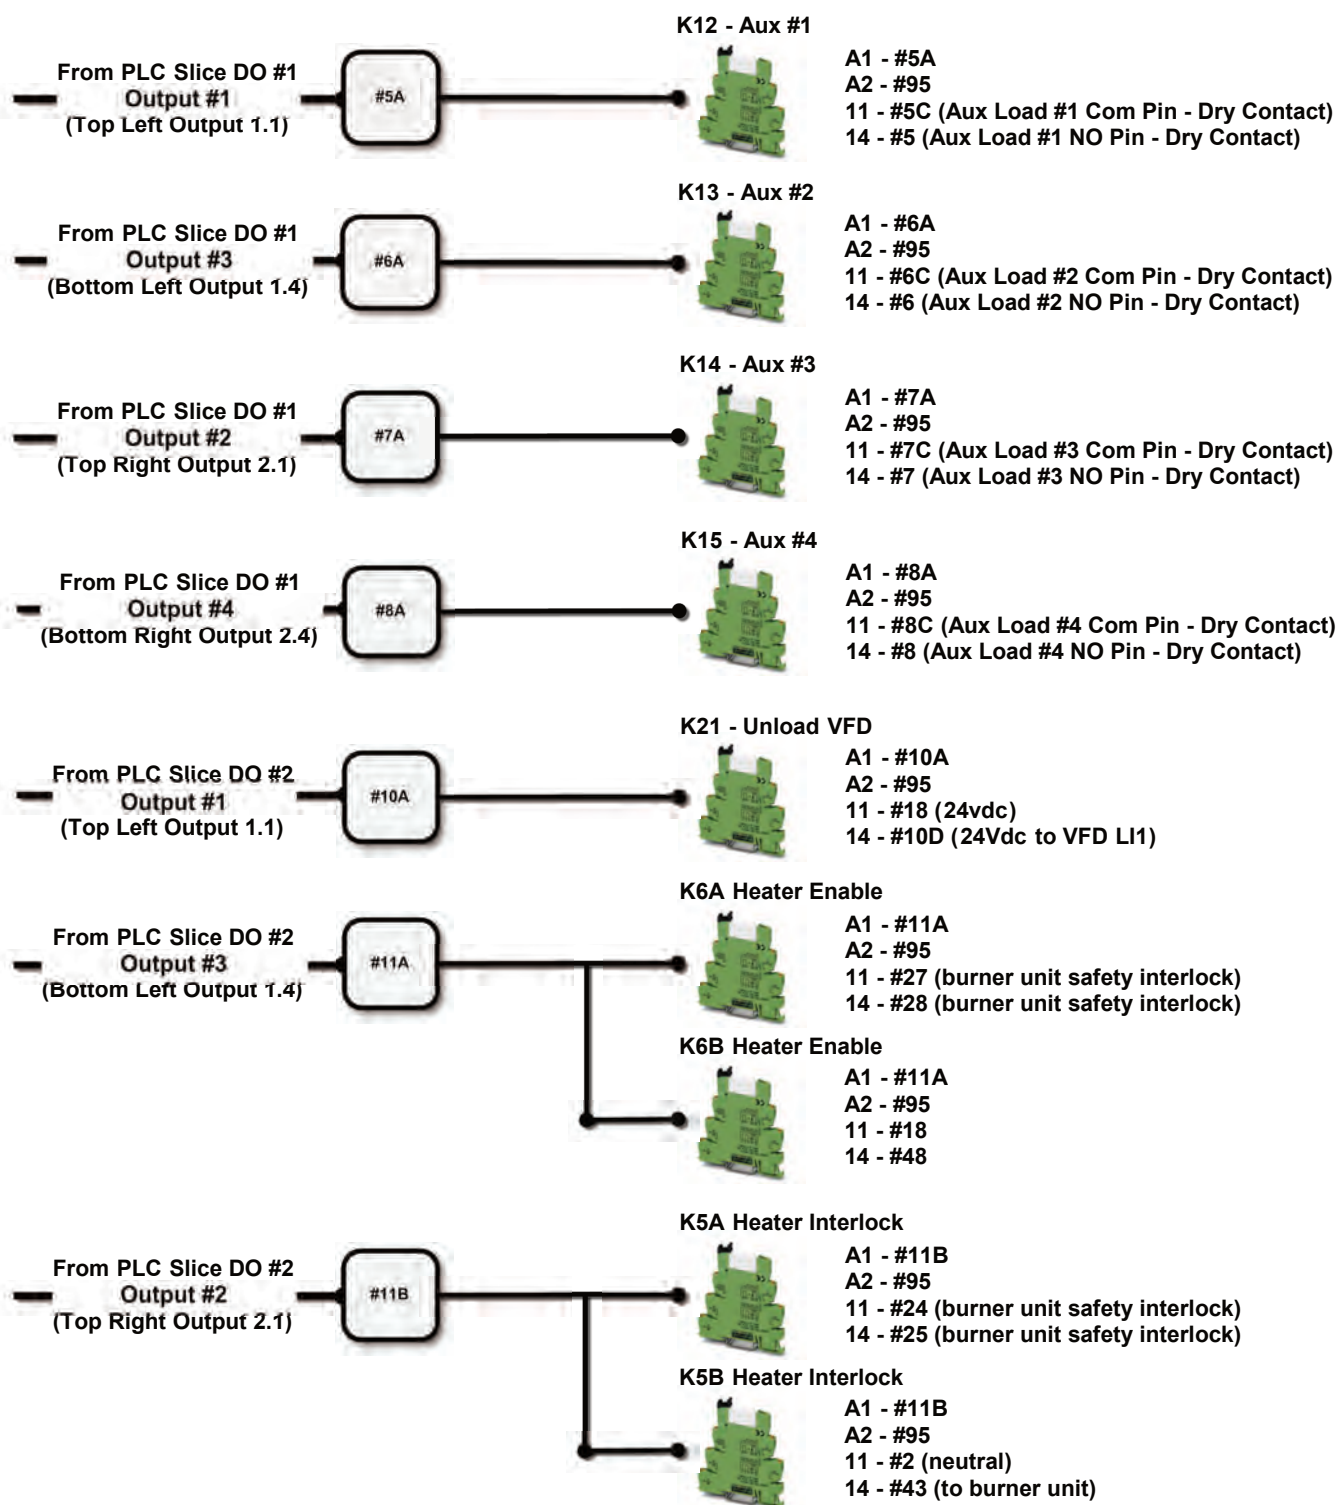 K12 - Aux #1
From PLC Slice DO #1
Output #1
(Top Left Output 1.1)
#5A
A1 - #5A
A2 - #95
11 - #5C (Aux Load #1 Com Pin - Dry Contact)
14 - #5 (Aux Load #1 NO Pin - Dry Contact)
K13 - Aux #2
From PLC Slice DO #1
Output #3
(Bottom Left Output 1.4)
#6A
A1 - #6A
A2 - #95
11 - #6C (Aux Load #2 Com Pin - Dry Contact)
14 - #6 (Aux Load #2 NO Pin - Dry Contact)
K14 - Aux #3
From PLC Slice DO #1
Output #2
(Top Right Output 2.1)
#7A
A1 - #7A
A2 - #95
11 - #7C (Aux Load #3 Com Pin - Dry Contact)
14 - #7 (Aux Load #3 NO Pin - Dry Contact)
K15 - Aux #4
From PLC Slice DO #1
Output #4
(Bottom Right Output 2.4)
#8A
A1 - #8A
A2 - #95
11 - #8C (Aux Load #4 Com Pin - Dry Contact)
14 - #8 (Aux Load #4 NO Pin - Dry Contact)
K21 - Unload VFD
From PLC Slice DO #2
Output #1
(Top Left Output 1.1)
#10A
A1 - #10A
A2 - #95
11 - #18 (24vdc)
14 - #10D (24Vdc to VFD LI1)
K6A Heater Enable
From PLC Slice DO #2
Output #3
(Bottom Left Output 1.4)
#11A
A1 - #11A
A2 - #95
11 - #27 (burner unit safety interlock)
14 - #28 (burner unit safety interlock)
K6B Heater Enable
A1 - #11A
A2 - #95
11 - #18
14 - #48
K5A Heater Interlock
From PLC Slice DO #2
Output #2
(Top Right Output 2.1)
#11B
A1 - #11B
A2 - #95
11 - #24 (burner unit safety interlock)
14 - #25 (burner unit safety interlock)
K5B Heater Interlock
A1 - #11B
A2 - #95
11 - #2 (neutral)
14 - #43 (to burner unit)